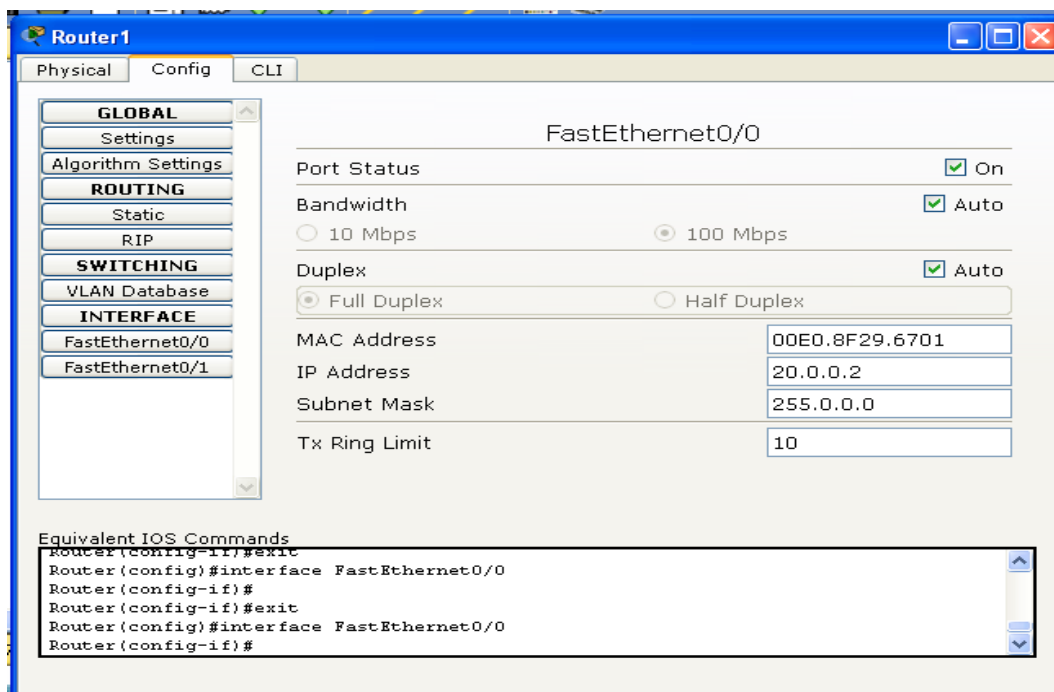 Router1
Physical Config CLI
GLOBAL
Settings
Algorithm Settings
ROUTING
Static
RIP
SWITCHING
VLAN Database
INTERFACE
FastEthernet0/0
FastEthernet0/1
FastEthernet0/0
Port Status On
Bandwidth Auto
10 Mbps 100 Mbps
Duplex Auto
Full Duplex Half Duplex
MAC Address 00E0.8F29.6701
IP Address 20.0.0.2
Subnet Mask 255.0.0.0
Tx Ring Limit 10
Equivalent IOS Commands
Router(config-if)#exit
Router(config)#interface FastEthernet0/0
Router(config-if)#
Router(config-if)#exit
Router(config)#interface FastEthernet0/0
Router(config-if)#